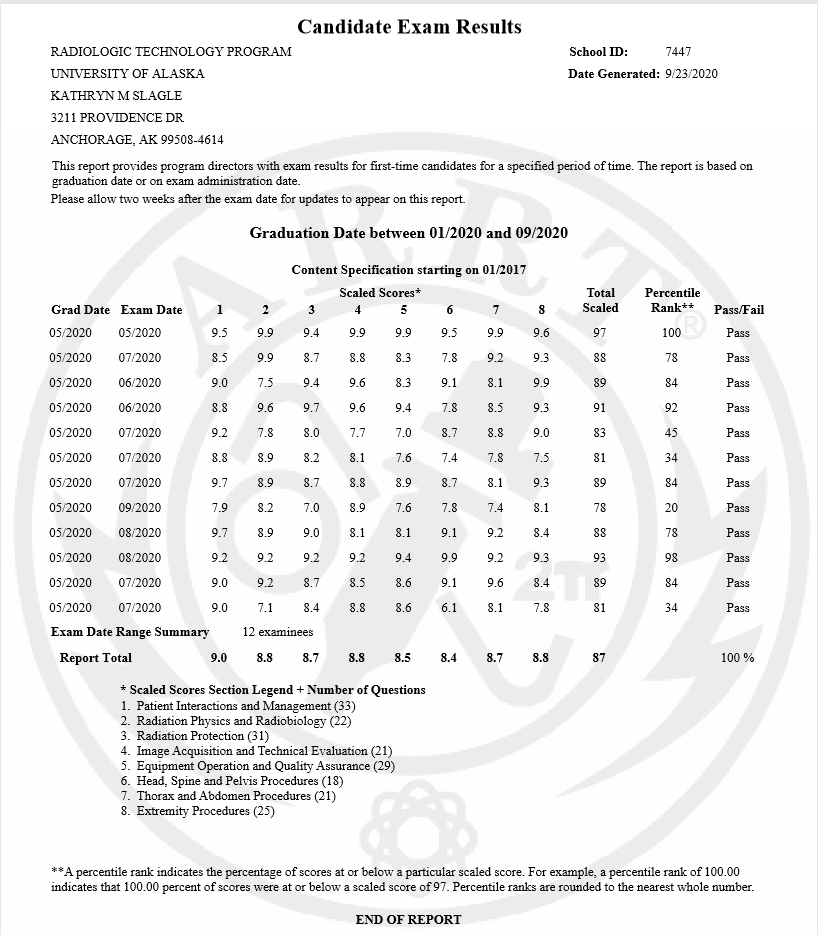 Candidate Exam Results
RADIOLOGIC TECHNOLOGY PROGRAM School ID: 7447
UNIVERSITY OF ALASKA Date Generated: 9/23/2020
KATHRYN M SLAGLE
3211 PROVIDENCE DR
ANCHORAGE, AK 99508-4614
This report provides program directors with exam results for first-time candidates for a specified period of time. The report is based on
graduation date or on exam administration date.
Please allow two weeks after the exam date for updates to appear on this report.
Graduation Date between 01/2020 and 09/2020
Content Specification starting on 01/2017
Scaled Scores* Total Percentile
Grad Date Exam Date 1 2 3 4 5 6 7 8 Scaled Rank** Pass/Fail
05/2020 05/2020 9.5 9.9 9.4 9.9 9.9 9.5 9.9 9.6 97 100 Pass
05/2020 07/2020 8.5 9.9 8.7 8.8 8.3 7.8 9.2 9.3 88 78 Pass
05/2020 06/2020 9.0 7.5 9.4 9.6 8.3 9.1 8.1 9.9 89 84 Pass
05/2020 06/2020 8.8 9.6 9.7 9.6 9.4 7.8 8.5 9.3 91 92 Pass
05/2020 07/2020 9.2 7.8 8.0 7.7 7.0 8.7 8.8 9.0 83 45 Pass
05/2020 07/2020 8.8 8.9 8.2 8.1 7.6 7.4 7.8 7.5 81 34 Pass
05/2020 07/2020 9.7 8.9 8.7 8.8 8.9 8.7 8.1 9.3 89 84 Pass
05/2020 09/2020 7.9 8.2 7.0 8.9 7.6 7.8 7.4 8.1 78 20 Pass
05/2020 08/2020 9.7 8.9 9.0 8.1 8.1 9.1 9.2 8.4 88 78 Pass
05/2020 08/2020 9.2 9.2 9.2 9.2 9.4 9.9 9.2 9.3 93 98 Pass
05/2020 07/2020 9.0 9.2 8.7 8.5 8.6 9.1 9.6 8.4 89 84 Pass
05/2020 07/2020 9.0 7.1 8.4 8.8 8.6 6.1 8.1 7.8 81 34 Pass
Exam Date Range Summary 12 examinees
Report Total 9.0 8.8 8.7 8.8 8.5 8.4 8.7 8.8 87 100 %
* Scaled Scores Section Legend + Number of Questions
1. Patient Interactions and Management (33)
2. Radiation Physics and Radiobiology (22)
3. Radiation Protection (31)
4. Image Acquisition and Technical Evaluation (21)
5. Equipment Operation and Quality Assurance (29)
6. Head, Spine and Pelvis Procedures (18)
7. Thorax and Abdomen Procedures (21)
8. Extremity Procedures (25)
**A percentile rank indicates the percentage of scores at or below a particular scaled score. For example, a percentile rank of 100.00
indicates that 100.00 percent of scores were at or below a scaled score of 97. Percentile ranks are rounded to the nearest whole number.
END OF REPORT
ARRT
®
2π